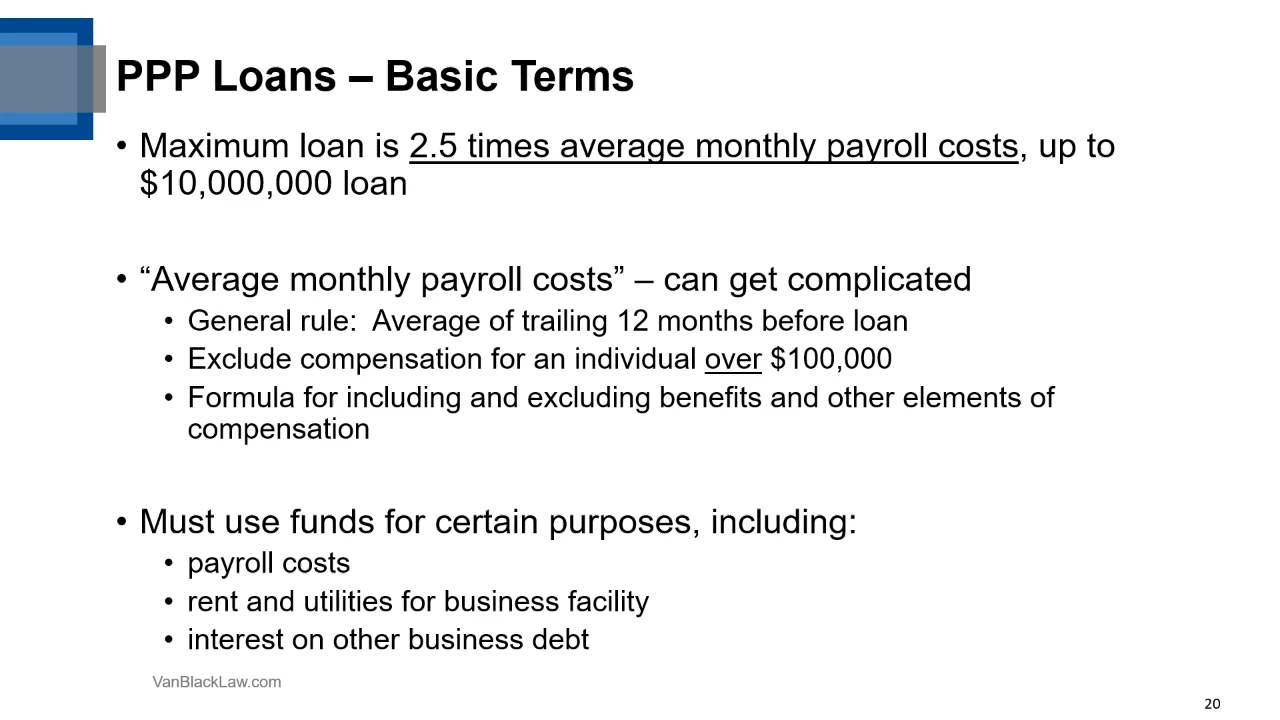 PPP Loans – Basic Terms
• Maximum loan is 2.5 times average monthly payroll costs, up to
$10,000,000 loan
• “Average monthly payroll costs” – can get complicated
• General rule:  Average of trailing 12 months before loan
• Exclude compensation for an individual over $100,000
• Formula for including and excluding benefits and other elements of
compensation
• Must use funds for certain purposes, including:
• payroll costs
• rent and utilities for business facility
• interest on other business debt
VanBlackLaw.com
20